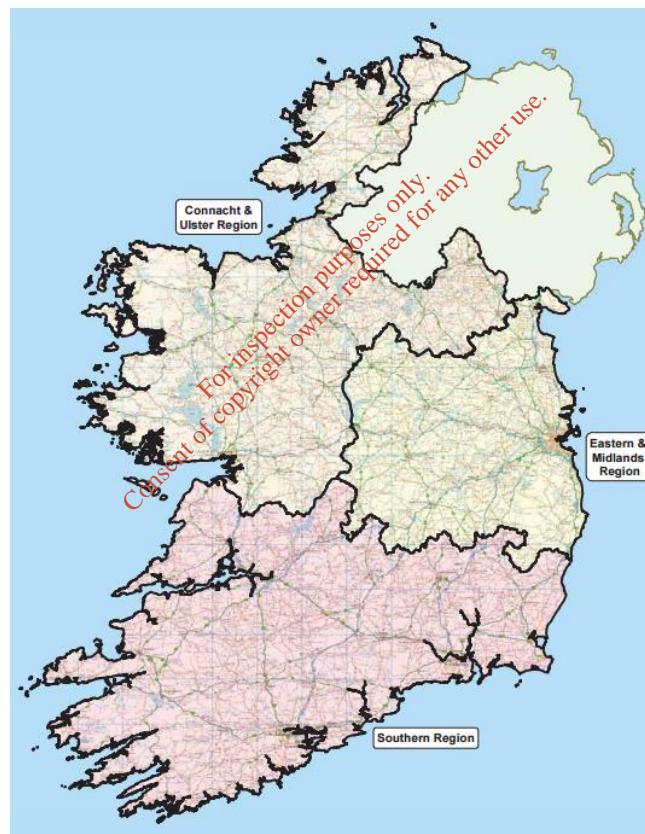 For inspection purposes only.
Consent of copyright owner required for any other use.
Connacht &
Ulster Region
Eastern &
Midlands
Region
Southern Region